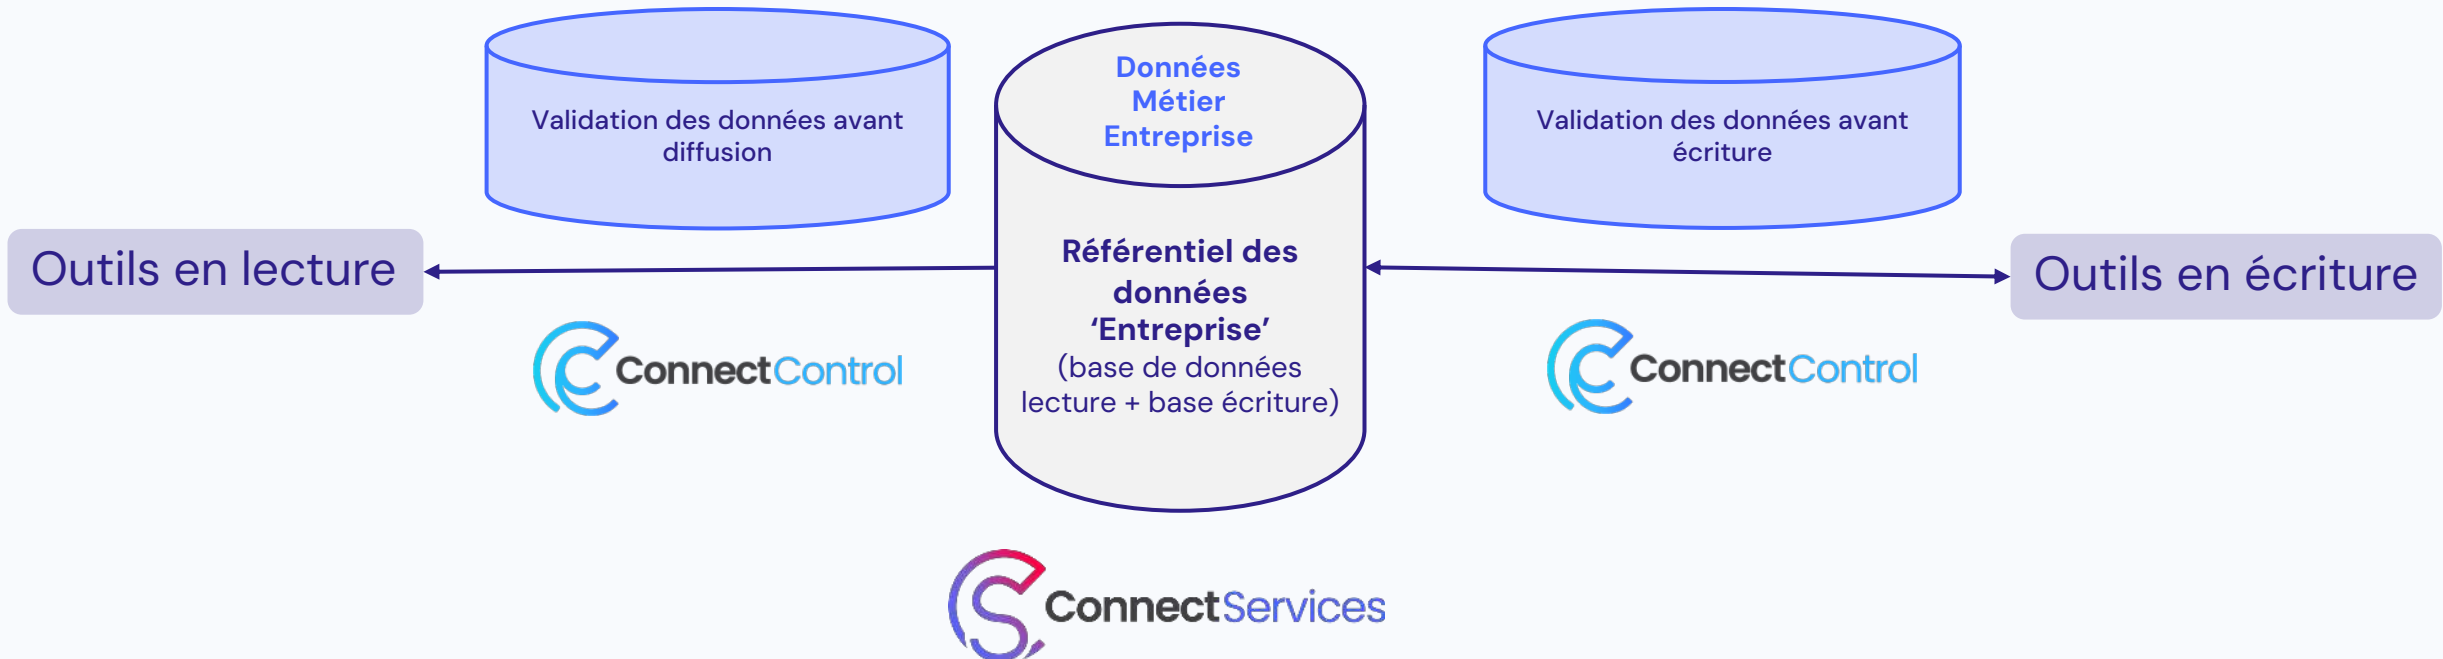 Validation des données avant
diffusion
Données
Métier
Entreprise
Validation des données avant
écriture
Outils en lecture
Référentiel des
données
‘Entreprise’
(base de données
lecture + base écriture)
Outils en écriture
ConnectControl
ConnectControl
ConnectServices